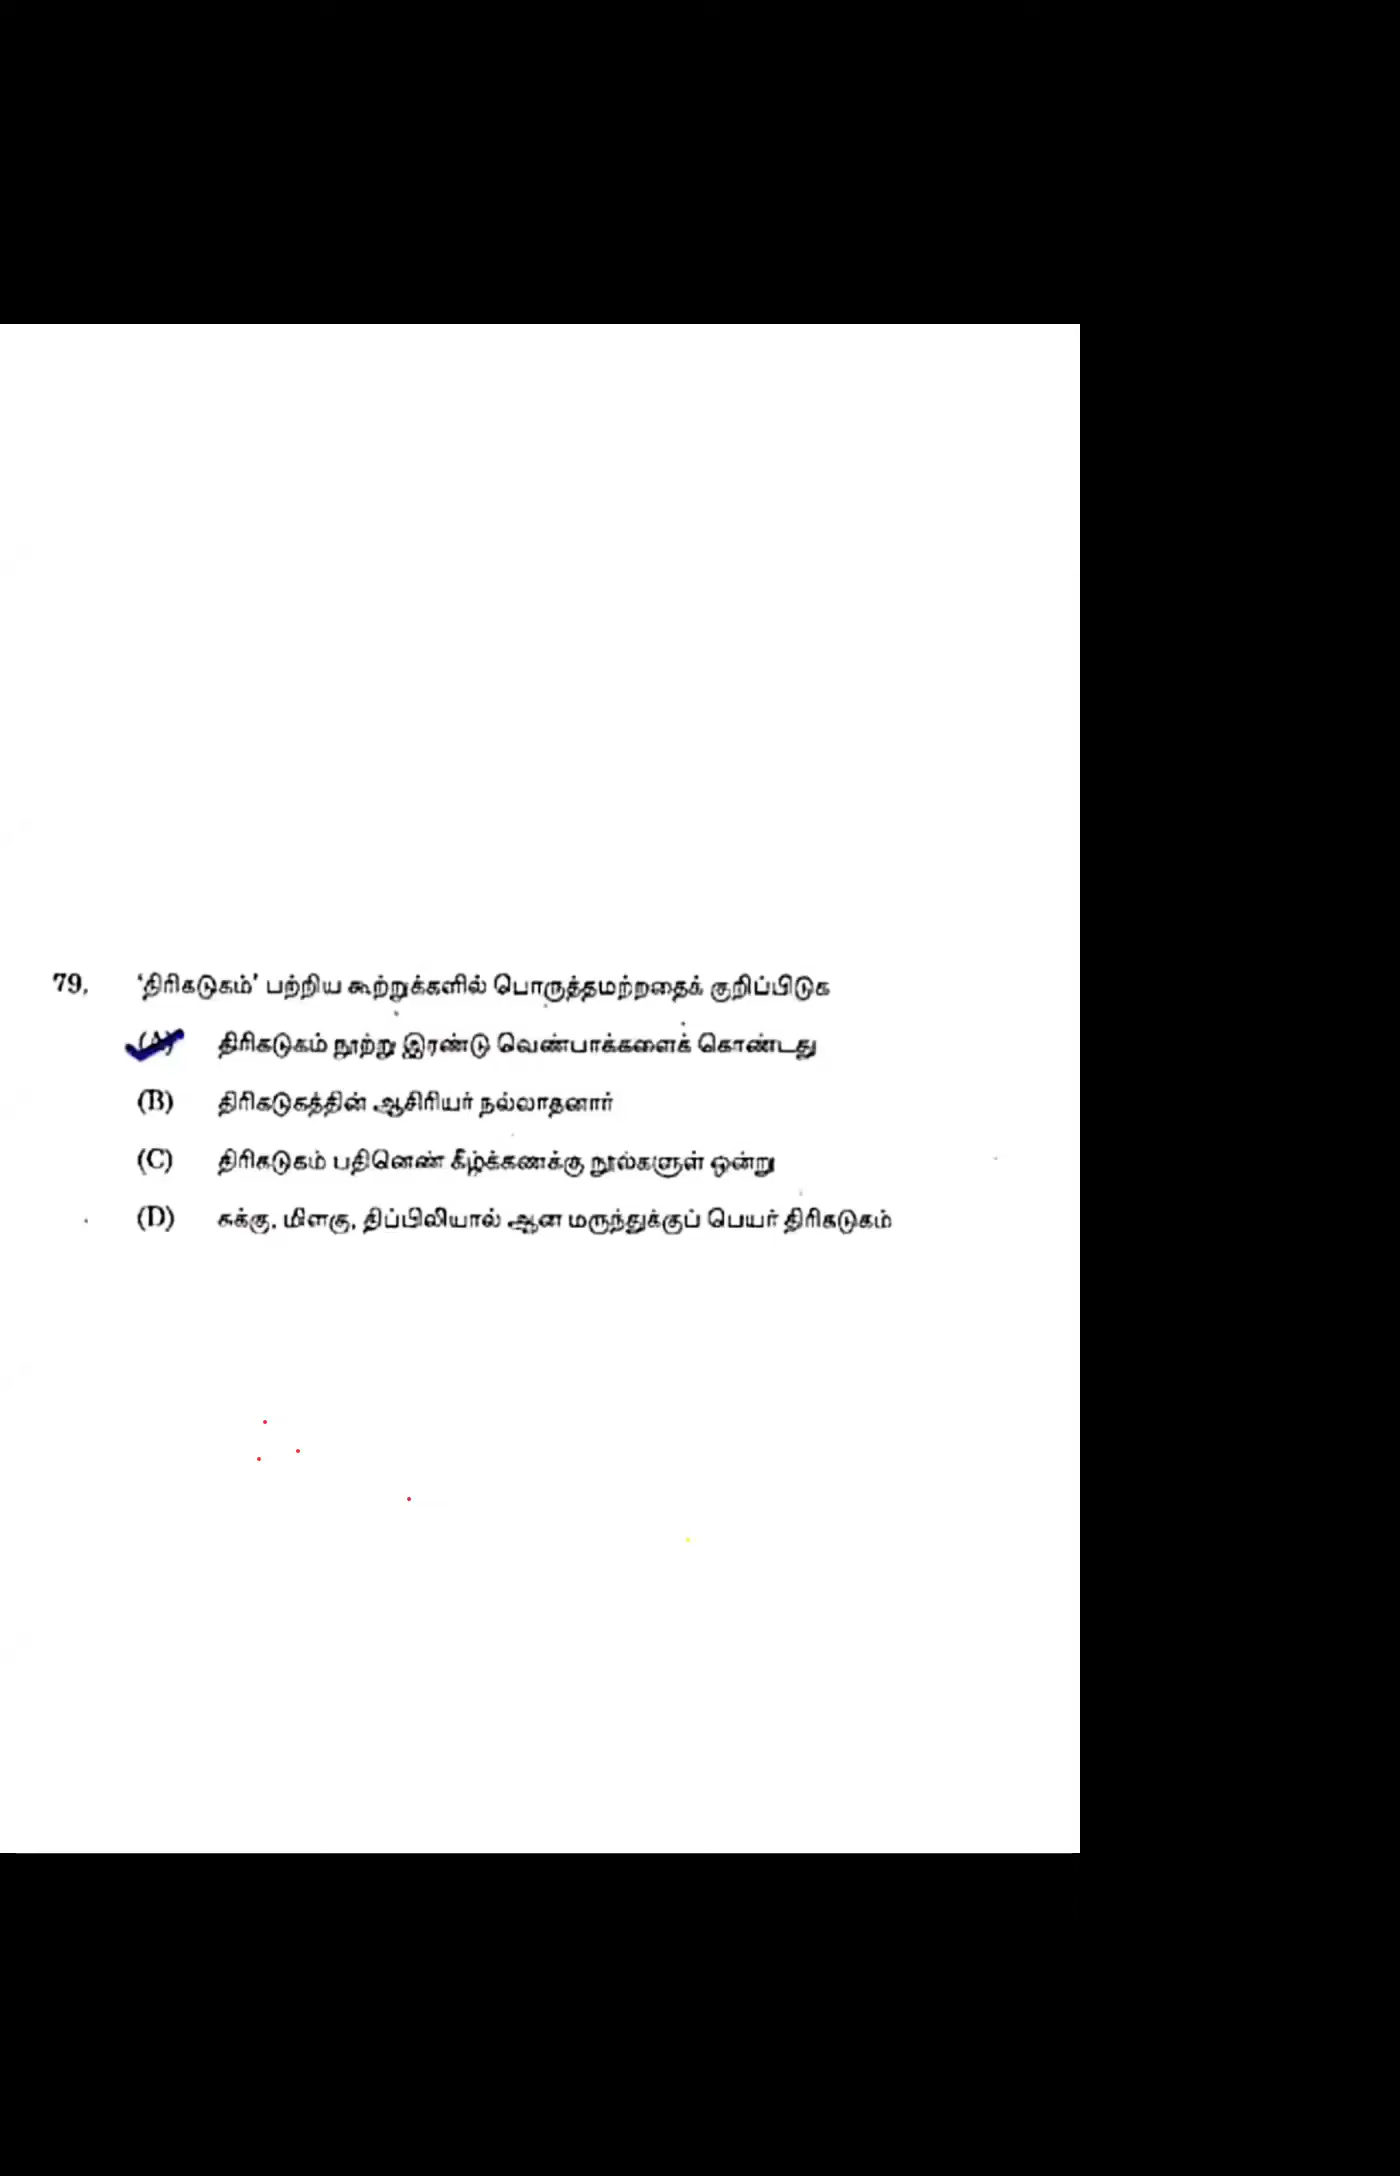 79. ‘திரிகடுகம்’ பற்றிய கூற்றுக்களில் பொருத்தமற்றதைக் குறிப்பிடுக
(A) திரிகடுகம் நூற்று இரண்டு வெண்பாக்களைக் கொண்டது
(B) திரிகடுகத்தின் ஆசிரியர் நல்லாதனார்
(C) திரிகடுகம் பதினெண் கீழ்க்கணக்கு நூல்களுள் ஒன்று
(D) சுக்கு, மிளகு, திப்பிலியால் ஆன மருந்துக்குப் பெயர் திரிகடுகம்